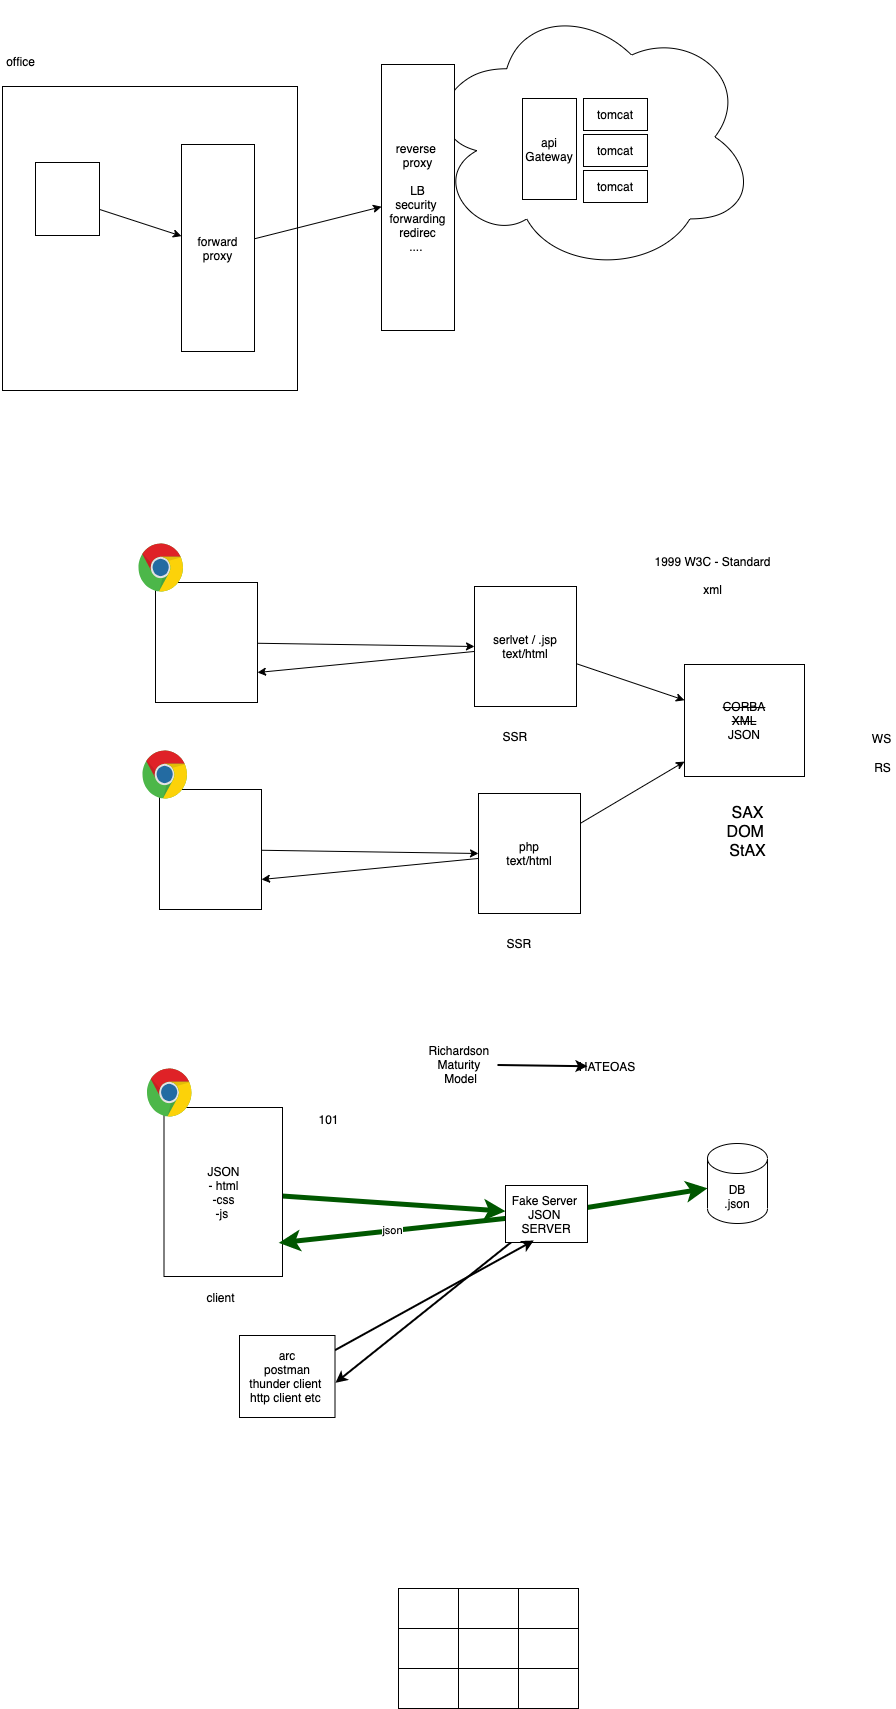 office
reverse
proxy
LB
security
forwarding
redirec
....
api
Gateway
tomcat
tomcat
tomcat
forward
proxy
1999 W3C - Standard
xml
serlvet / .jsp
text/html
SSR
CORBA
XML
JSON
WS
RS
SAX
DOM
StAX
php
text/html
SSR
Richardson
Maturity
Model
HATEOAS
101
JSON
- html
-css
-js
client
Fake Server
JSON
SERVER
json
DB
.json
arc
postman
thunder client
http client etc